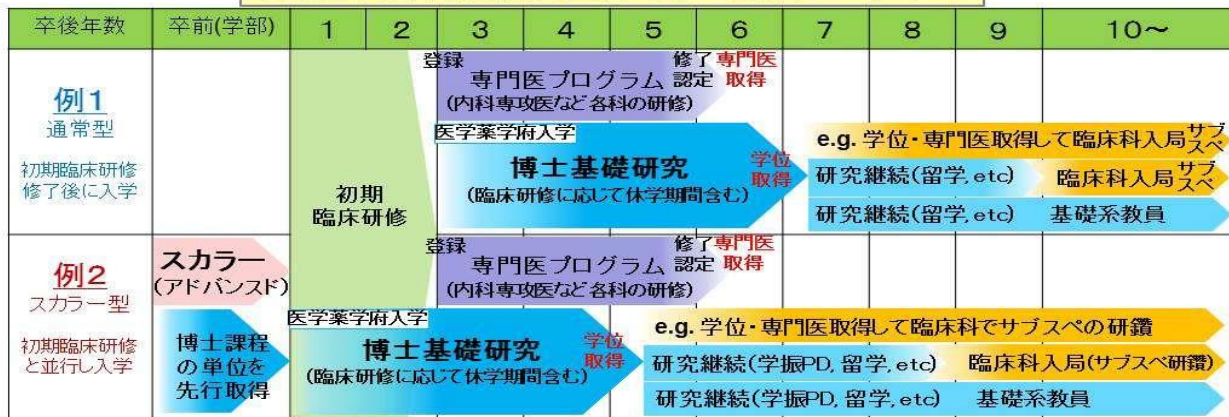 卒後年数 卒前(学部) 1 2 3 4 5 6 7 8 9 10～
例1
通常型
初期臨床研修
修了後に入学
初期
臨床研修
登録
専門医プログラム
(内科専攻医など各科の研修)
修了
認定
専門医
取得
医学薬学府入学
博士基礎研究
(臨床研修に応じて休学期間含む)
学位
取得
e.g. 学位・専門医取得して臨床科入局 サブスペ
研究継続(留学, etc) 臨床科入局 サブスペ
研究継続(留学, etc) 基礎系教員
例2
スカラー型
初期臨床研修
と並行し入学
スカラー
(アドバンスド)
博士課程
の単位を
先行取得
登録
専門医プログラム
(内科専攻医など各科の研修)
修了
認定
専門医
取得
医学薬学府入学
博士基礎研究
(臨床研修に応じて休学期間含む)
学位
取得
e.g. 学位・専門医取得して臨床科でサブスペの研鑽
研究継続(学振PD, 留学, etc) 臨床科入局(サブスペ研鑽)
研究継続(学振PD, 留学, etc) 基礎系教員